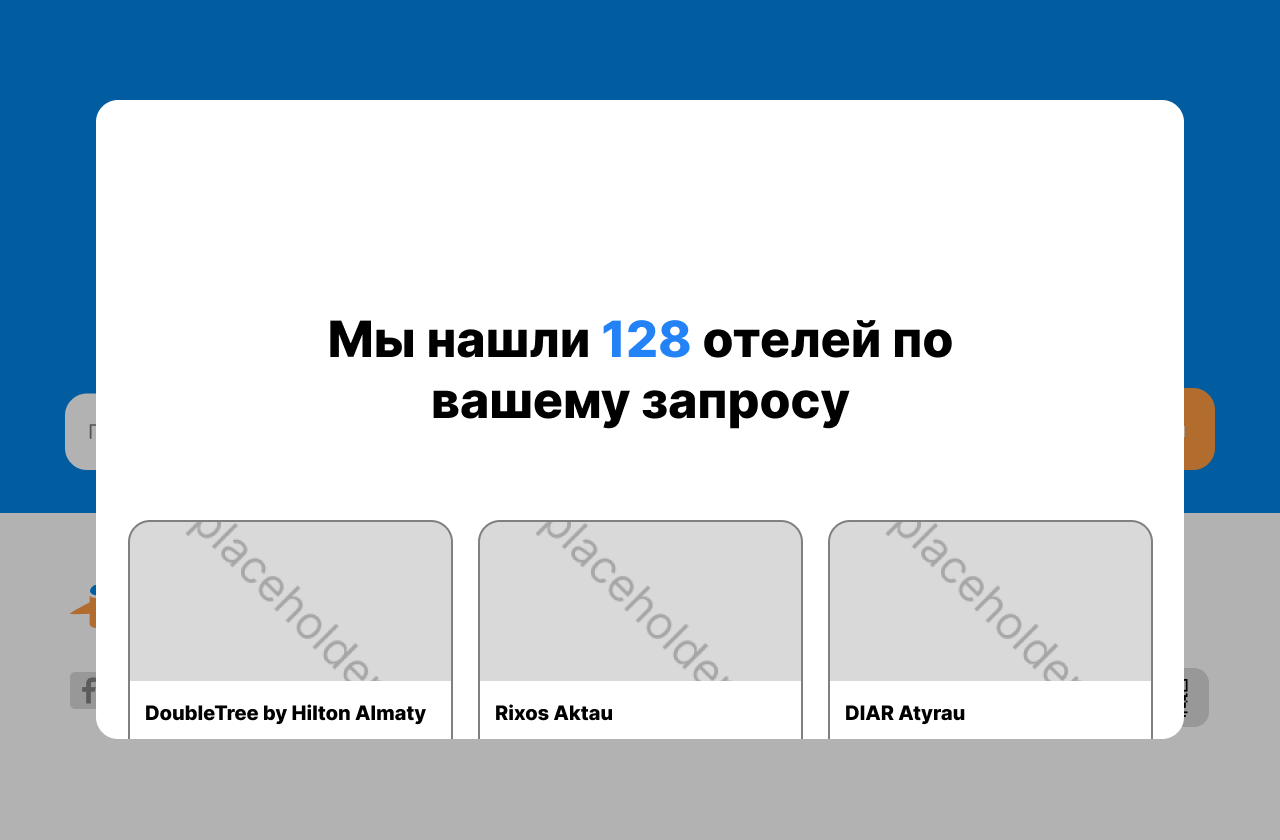 Мы нашли 128 отелей по
вашему запросу
placeholder
placeholder
placeholder
DoubleTree by Hilton Almaty
Rixos Aktau
DIAR Atyrau